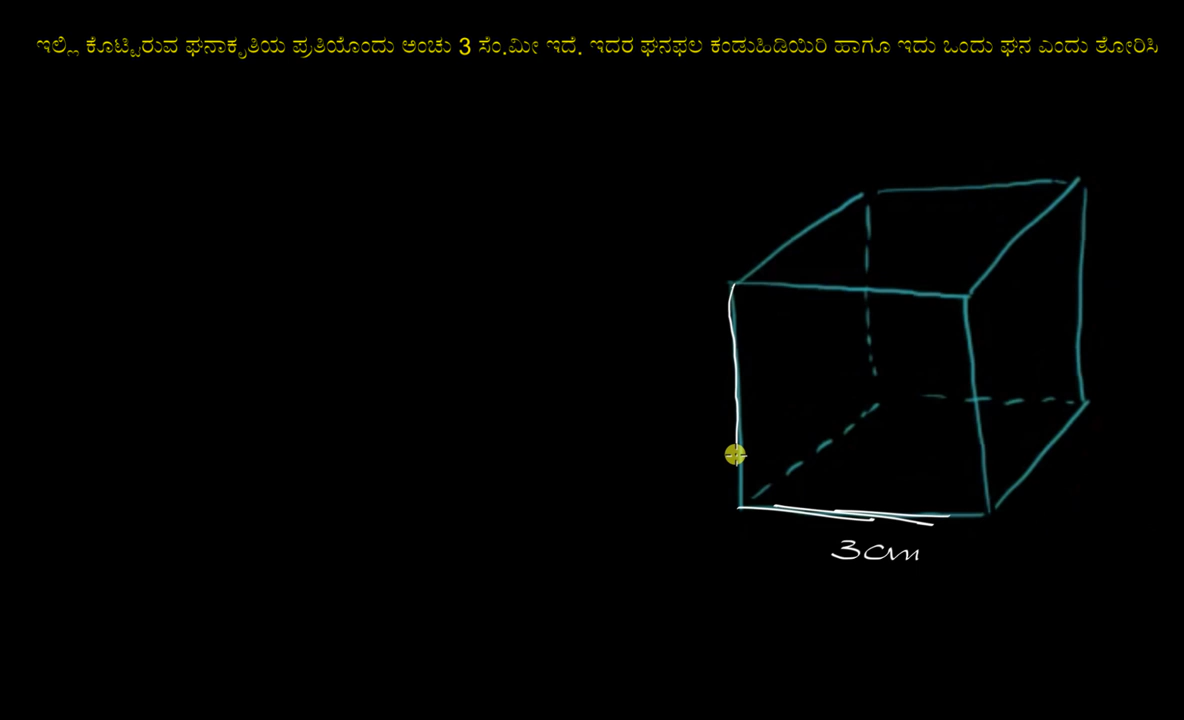 ಇಲ್ಲಿ ಕೊಟ್ಟಿರುವ ಘನಾಕೃತಿಯ ಪ್ರತಿಯೊಂದು ಅಂಚು 3 ಸೆಂ.ಮೀ ಇದೆ. ಇದರ ಘನಫಲ ಕಂಡುಹಿಡಿಯಿರಿ ಹಾಗೂ ಇದು ಒಂದು ಘನ ಎಂದು ತೋರಿಸಿ
3cm